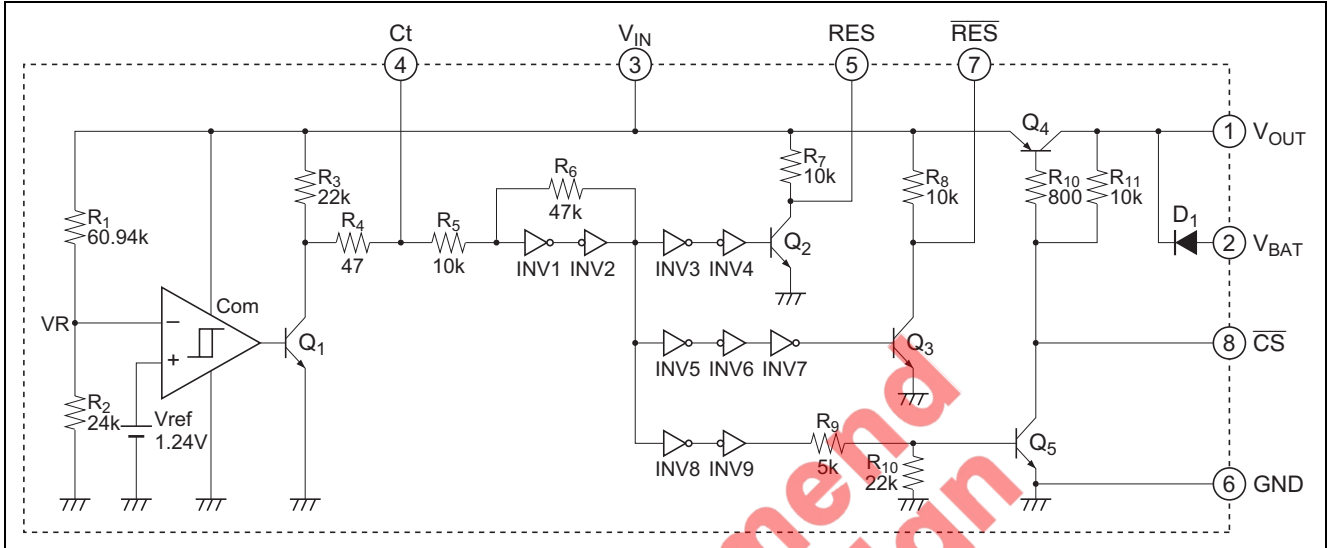 Ct
V_IN
RES
R̅E̅S̅
4
3
5
7
Q4
1 V_OUT
R1
60.94k
R3
22k
R4
47
R5
10k
R6
47k
R7
10k
R8
10k
R10
800
R11
10k
D1
2 V_BAT
INV1 INV2
INV3 INV4
Q2
VR
Com
−
+
Q1
INV5 INV6 INV7
Q3
8 C̅S̅
R2
24k
Vref
1.24V
INV8 INV9
R9
5k
R10
22k
Q5
6 GND
mend
ign